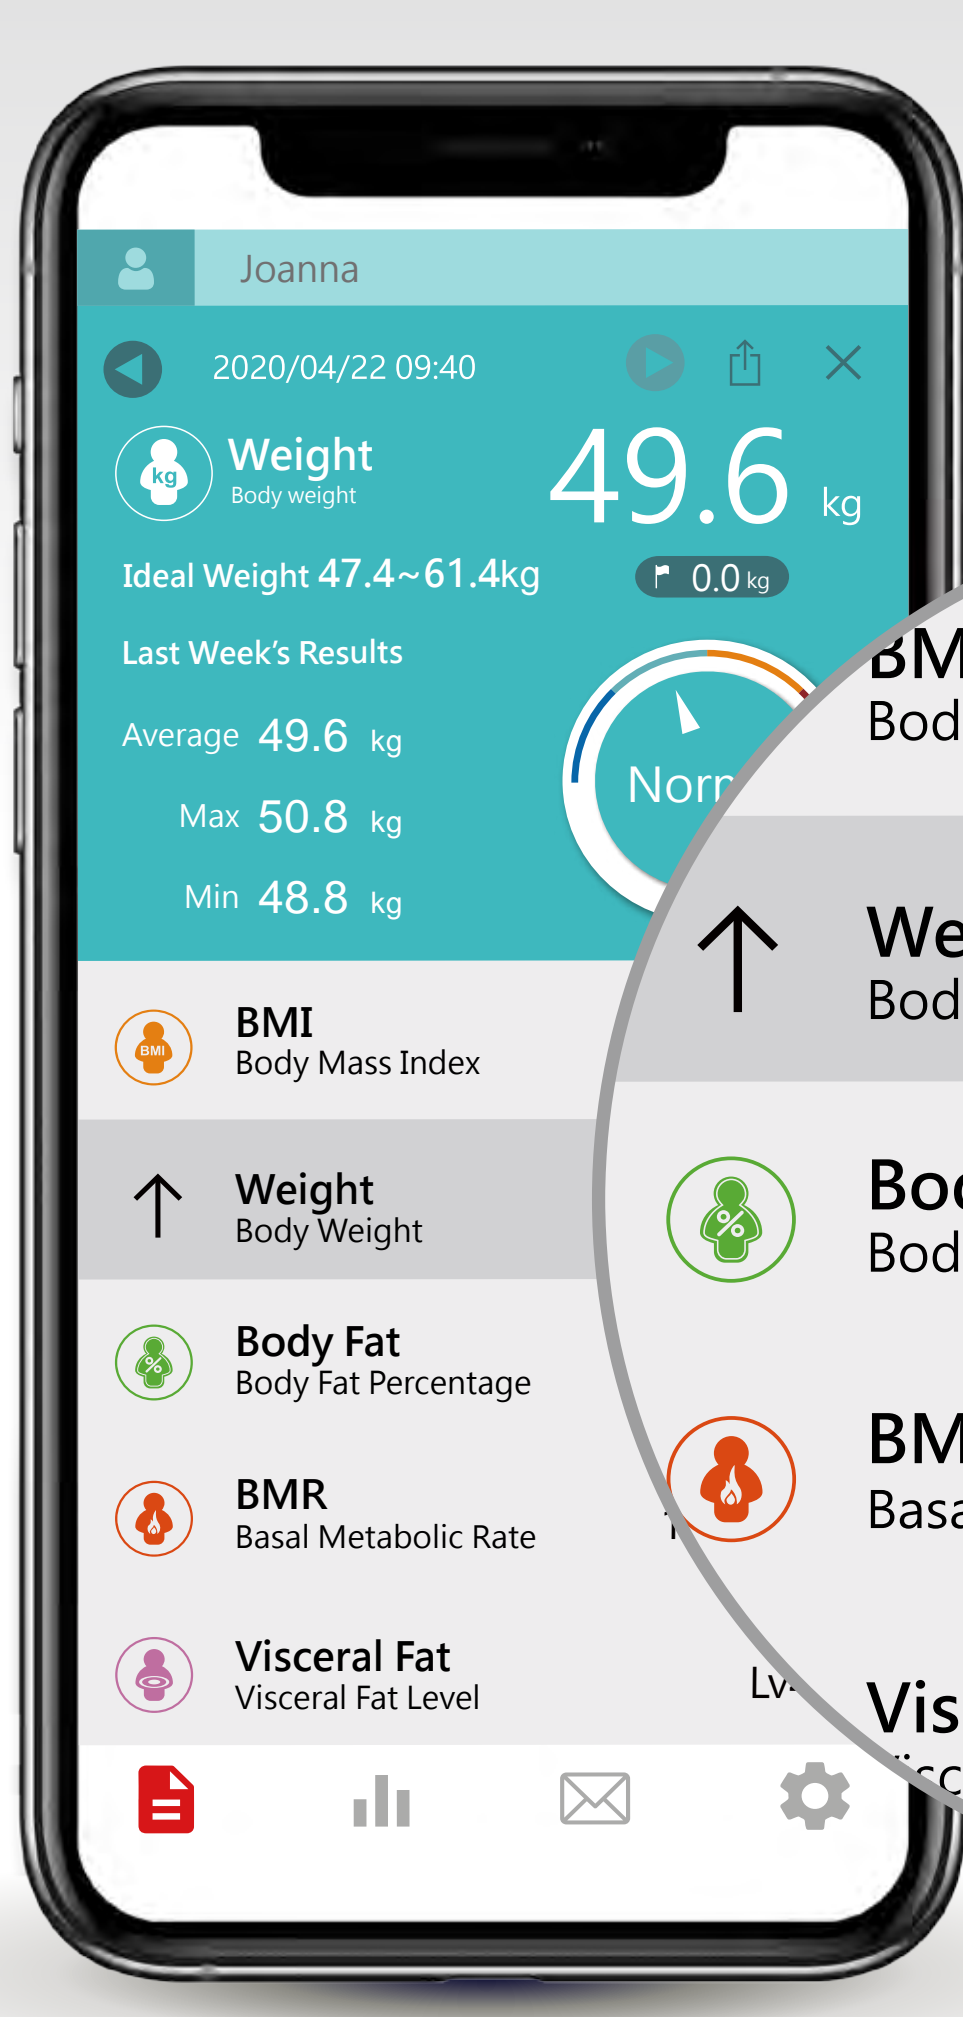 Joanna
2020/04/22 09:40
kg
Weight
Body weight
49.6 kg
Ideal Weight 47.4~61.4kg
0.0 kg
Last Week's Results
Average 49.6 kg
Max 50.8 kg
Min 48.8 kg
BMI
BMI
Body Mass Index
Weight
Body Weight
%
Body Fat
Body Fat Percentage
BMR
Basal Metabolic Rate
Visceral Fat
Visceral Fat Level
%